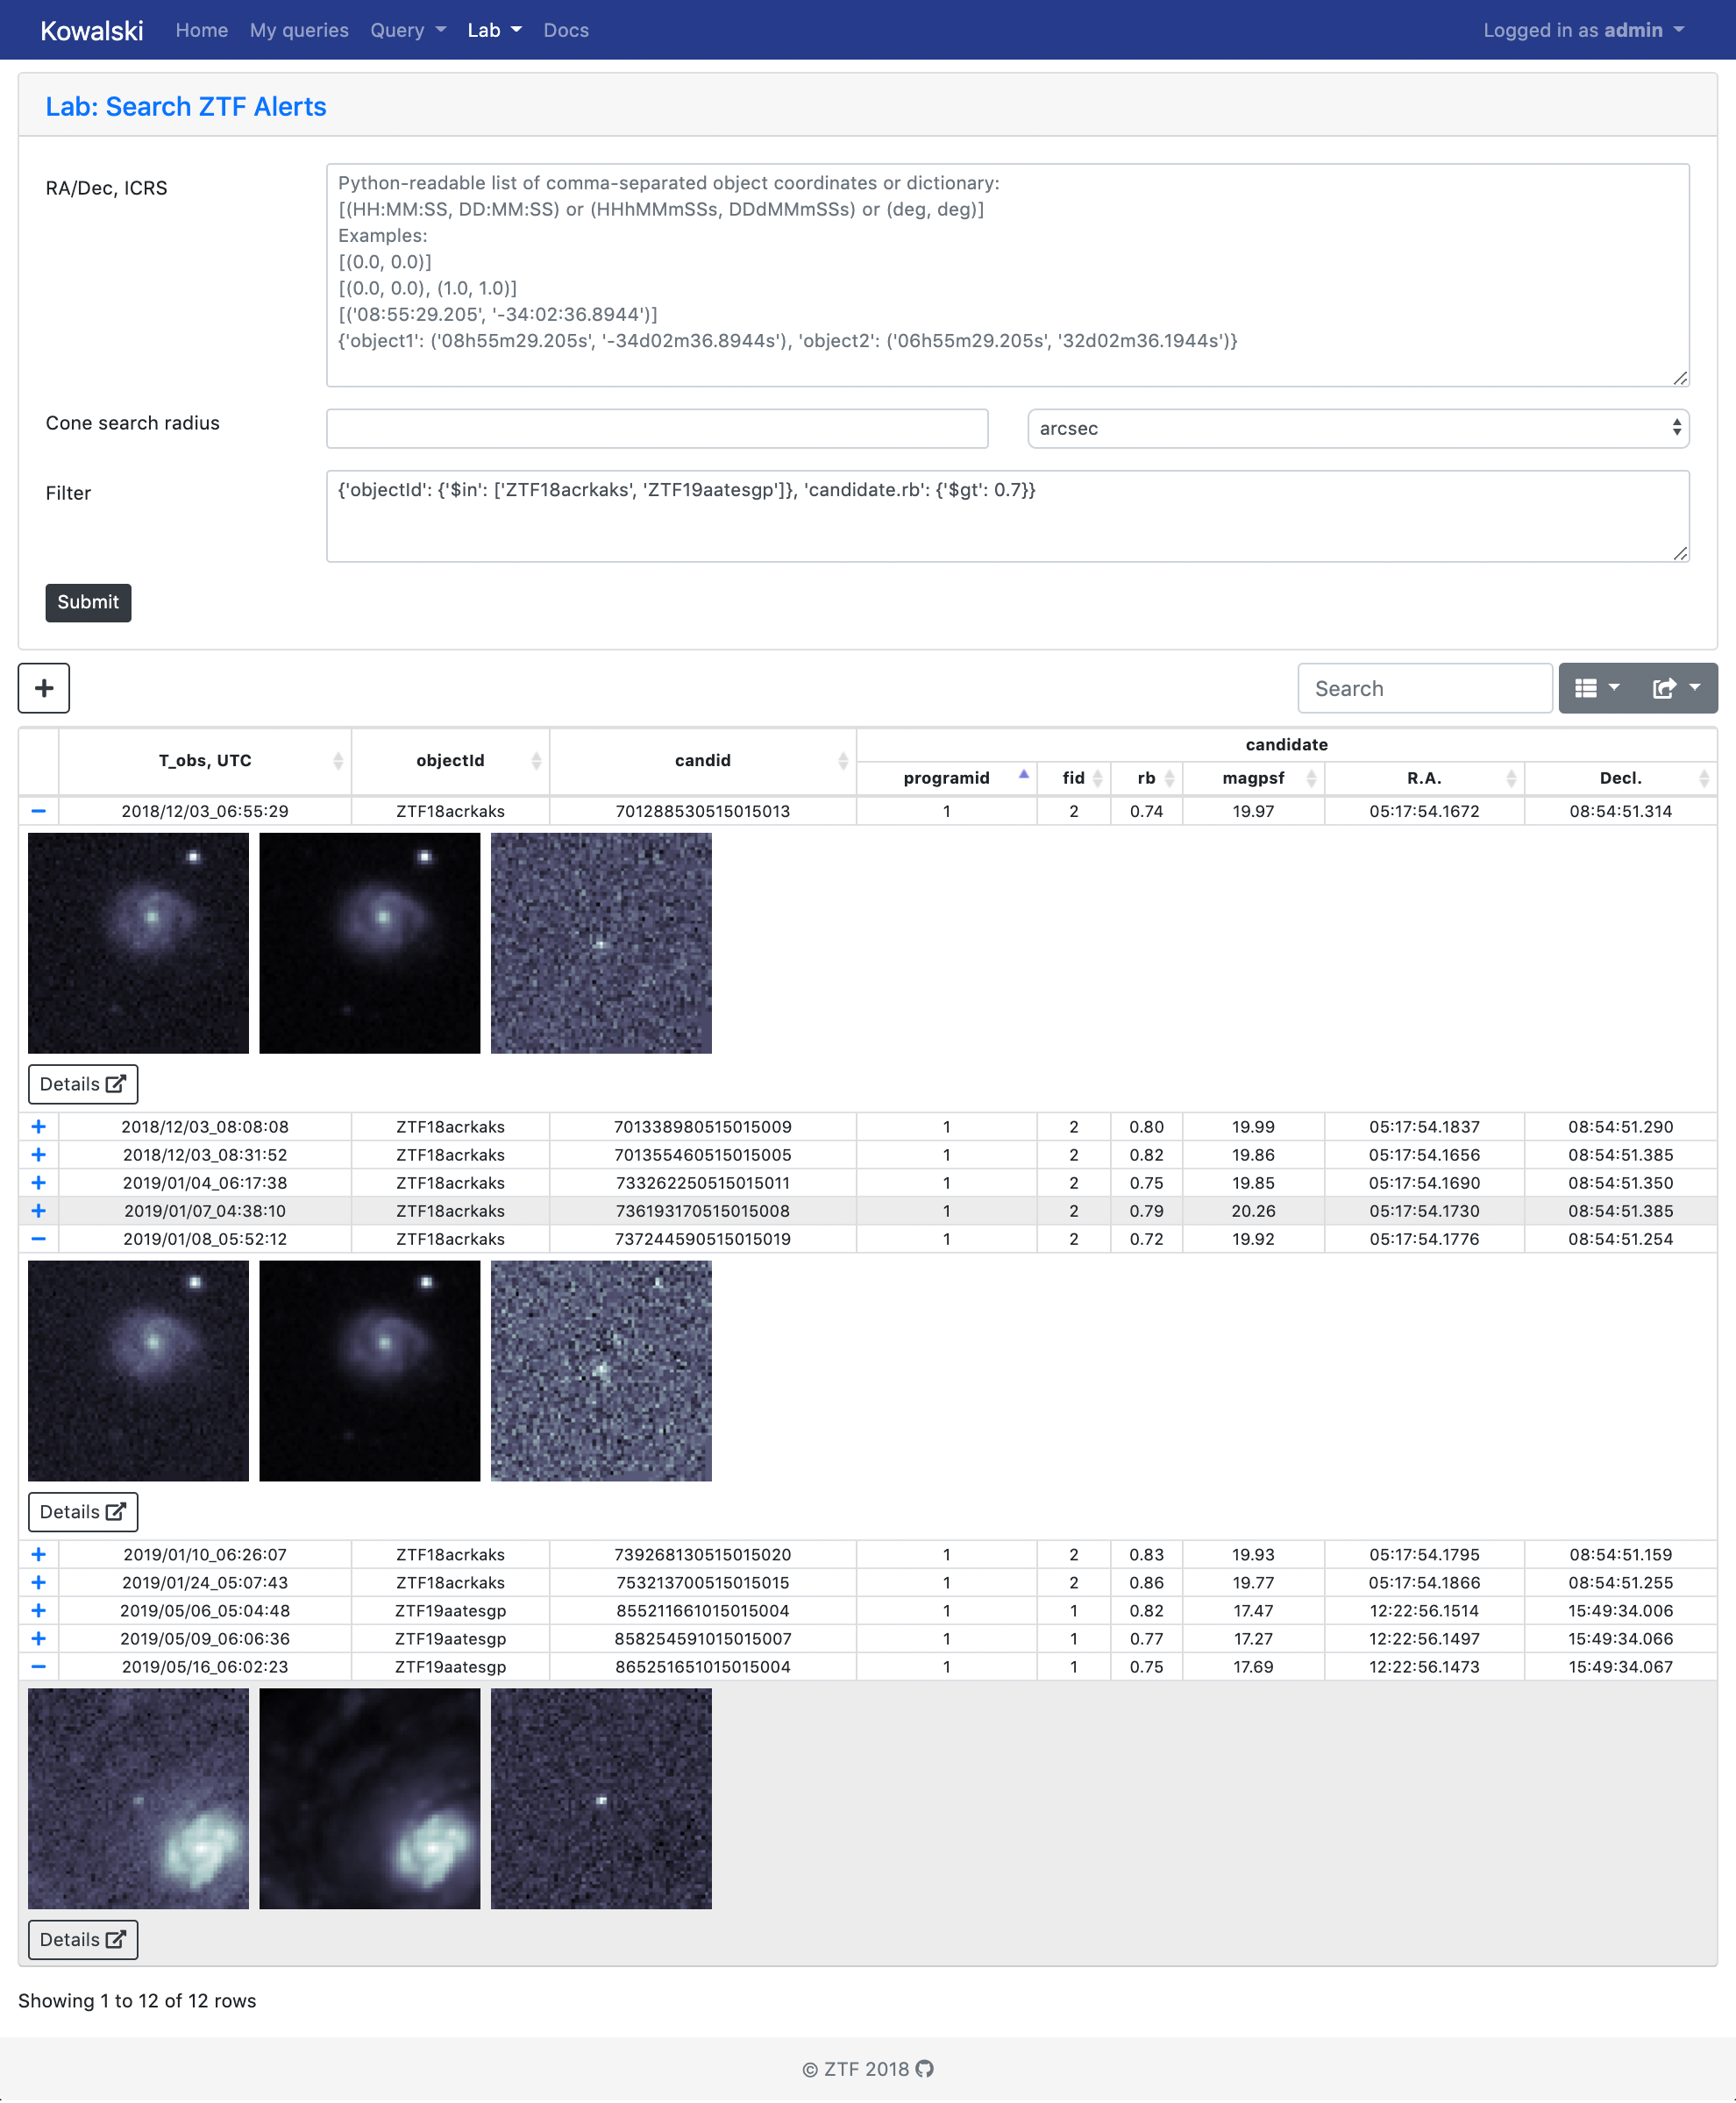 Kowalski Home My queries Query Lab Docs Logged in as admin
Lab: Search ZTF Alerts
RA/Dec, ICRS
Python-readable list of comma-separated object coordinates or dictionary:
[(HH:MM:SS, DD:MM:SS) or (HHhMMmSSs, DDdMMmSSs) or (deg, deg)]
Examples:
[(0.0, 0.0)]
[(0.0, 0.0), (1.0, 1.0)]
[('08:55:29.205', '-34:02:36.8944')]
{'object1': ('08h55m29.205s', '-34d02m36.8944s'), 'object2': ('06h55m29.205s', '32d02m36.1944s')}
Cone search radius arcsec
Filter {'objectId': {'$in': ['ZTF18acrkaks', 'ZTF19aatesgp']}, 'candidate.rb': {'$gt': 0.7}}
Submit
Search
T_obs, UTC objectId candid candidate
programid fid rb magpsf R.A. Decl.
2018/12/03_06:55:29 ZTF18acrkaks 701288530515015013 1 2 0.74 19.97 05:17:54.1672 08:54:51.314
Details
2018/12/03_08:08:08 ZTF18acrkaks 701338980515015009 1 2 0.80 19.99 05:17:54.1837 08:54:51.290
2018/12/03_08:31:52 ZTF18acrkaks 701355460515015005 1 2 0.82 19.86 05:17:54.1656 08:54:51.385
2019/01/04_06:17:38 ZTF18acrkaks 733262250515015011 1 2 0.75 19.85 05:17:54.1690 08:54:51.350
2019/01/07_04:38:10 ZTF18acrkaks 736193170515015008 1 2 0.79 20.26 05:17:54.1730 08:54:51.385
2019/01/08_05:52:12 ZTF18acrkaks 737244590515015019 1 2 0.72 19.92 05:17:54.1776 08:54:51.254
Details
2019/01/10_06:26:07 ZTF18acrkaks 739268130515015020 1 2 0.83 19.93 05:17:54.1795 08:54:51.159
2019/01/24_05:07:43 ZTF18acrkaks 753213700515015015 1 2 0.86 19.77 05:17:54.1866 08:54:51.255
2019/05/06_05:04:48 ZTF19aatesgp 855211661015015004 1 1 0.82 17.47 12:22:56.1514 15:49:34.006
2019/05/09_06:06:36 ZTF19aatesgp 858254591015015007 1 1 0.77 17.27 12:22:56.1497 15:49:34.066
2019/05/16_06:02:23 ZTF19aatesgp 865251651015015004 1 1 0.75 17.69 12:22:56.1473 15:49:34.067
Details
Showing 1 to 12 of 12 rows
© ZTF 2018